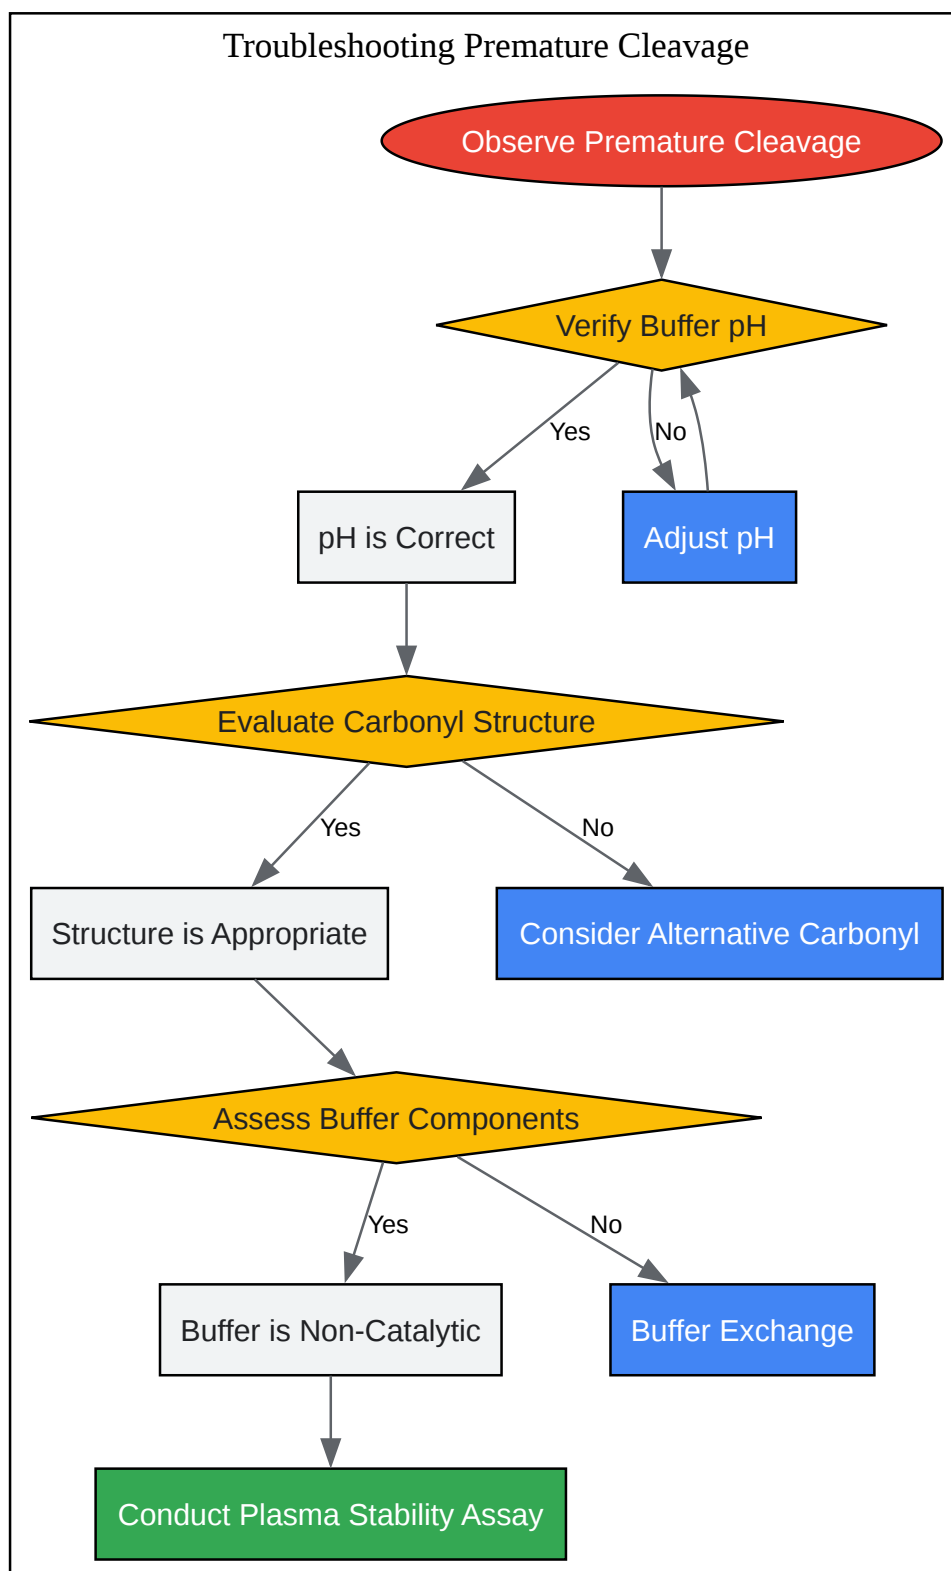 Troubleshooting Premature Cleavage
Observe Premature Cleavage
Verify Buffer pH
Yes
No
pH is Correct
Adjust pH
Evaluate Carbonyl Structure
Yes
No
Structure is Appropriate
Consider Alternative Carbonyl
Assess Buffer Components
Yes
No
Buffer is Non-Catalytic
Buffer Exchange
Conduct Plasma Stability Assay